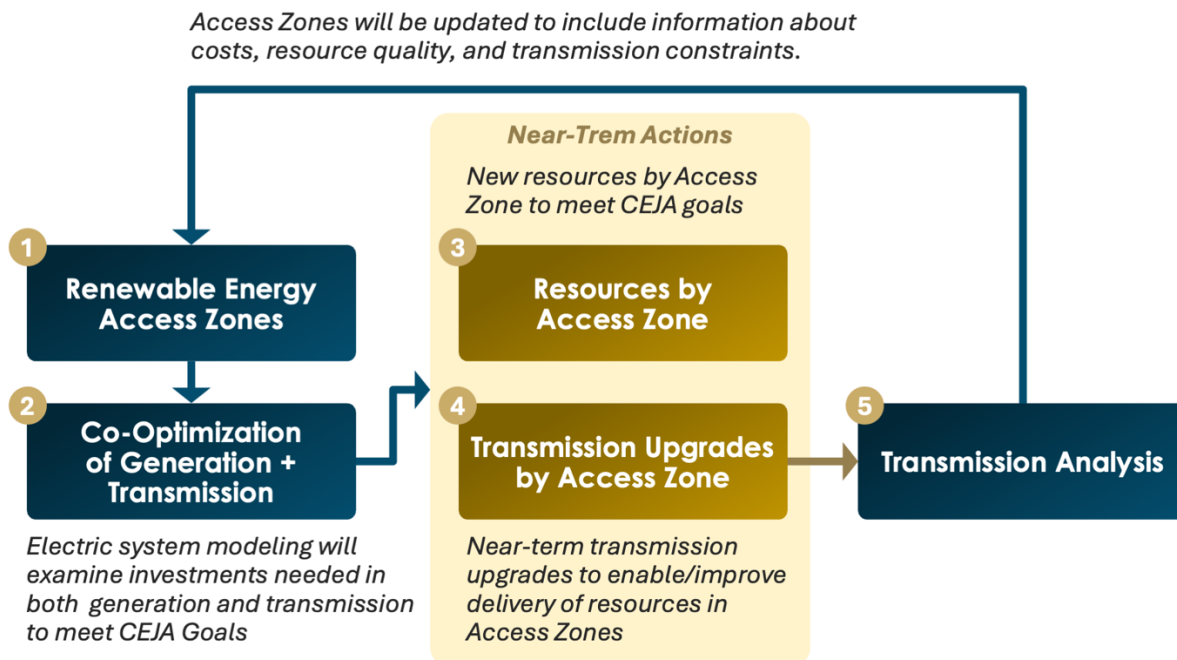 Access Zones will be updated to include information about
costs, resource quality, and transmission constraints.
Near-Trem Actions
New resources by Access
Zone to meet CEJA goals
1
Renewable Energy
Access Zones
3
Resources by
Access Zone
2
Co-Optimization
of Generation +
Transmission
4
Transmission Upgrades
by Access Zone
5
Transmission Analysis
Electric system modeling will
examine investments needed in
both generation and transmission
to meet CEJA Goals
Near-term transmission
upgrades to enable/improve
delivery of resources in
Access Zones